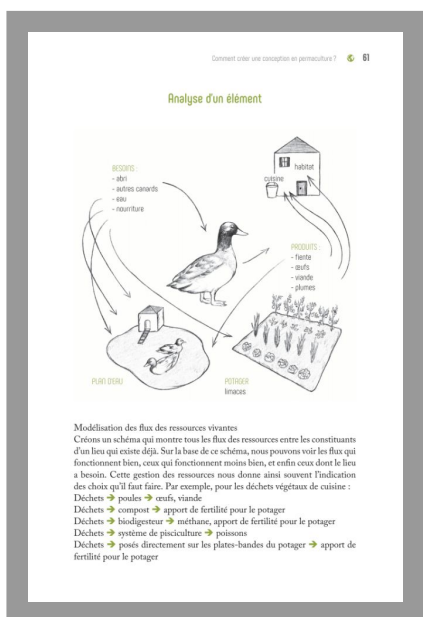 Comment créer une conception en permaculture ? 61
Analyse d'un élément
BESOINS :
- abri
- autres canards
- eau
- nourriture
habitat
cuisine
PRODUITS :
- fiente
- œufs
- viande
- plumes
PLAN D'EAU
POTAGER
limaces
Modélisation des flux des ressources vivantes
Créons un schéma qui montre tous les flux des ressources entre les constituants
d'un lieu qui existe déjà. Sur la base de ce schéma, nous pouvons voir les flux qui
fonctionnent bien, ceux qui fonctionnent moins bien, et enfin ceux dont le lieu
a besoin. Cette gestion des ressources nous donne ainsi souvent l'indication
des choix qu'il faut faire. Par exemple, pour les déchets végétaux de cuisine :
Déchets ➔ poules ➔ œufs, viande
Déchets ➔ compost ➔ apport de fertilité pour le potager
Déchets ➔ biodigesteur ➔ méthane, apport de fertilité pour le potager
Déchets ➔ système de pisciculture ➔ poissons
Déchets ➔ posés directement sur les plates-bandes du potager ➔ apport de
fertilité pour le potager